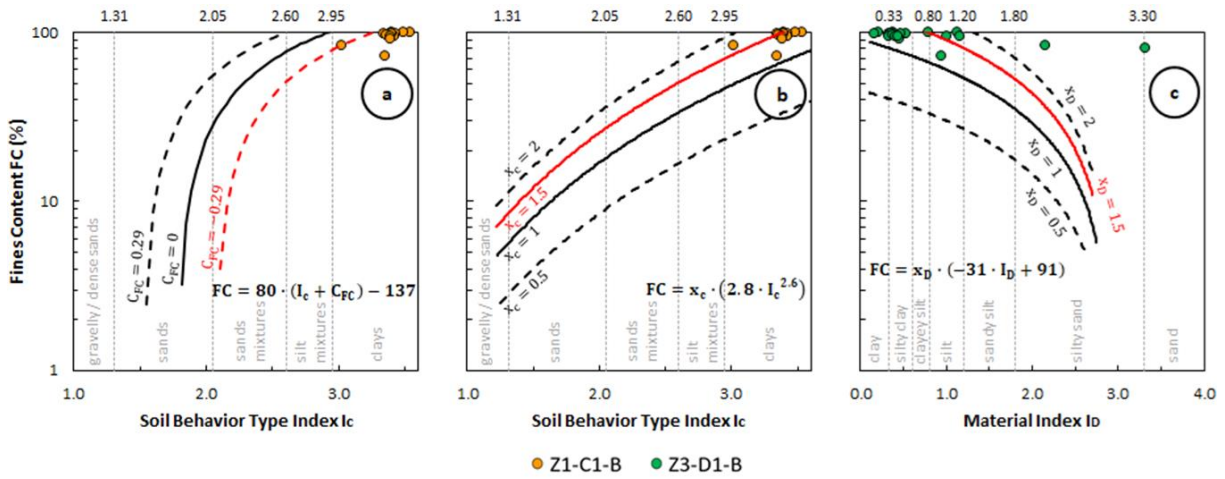 1.31 2.05 2.60 2.95
1.31 2.05 2.60 2.95
0.33 0.80 1.20 1.80 3.30
Fines Content FC (%)
100
10
1
a
C_FC = 0.29
C_FC = 0
C_FC = −0.29
FC = 80 · (I_c + C_FC) − 137
gravelly / dense sands
sands
sands
mixtures
silt
mixtures
clays
1.0 2.0 3.0
Soil Behavior Type Index Ic
b
x_c = 2
x_c = 1.5
x_c = 1
x_c = 0.5
FC = x_c · (2.8 · I_c^2.6)
gravelly / dense sands
sands
sands
mixtures
silt
mixtures
clays
1.0 2.0 3.0
Soil Behavior Type Index Ic
c
x_D = 2
x_D = 1
x_D = 1.5
x_D = 0.5
FC = x_D · (−31 · I_D + 91)
clay
silty clay
clayey silt
silt
sandy silt
silty sand
sand
0.0 1.0 2.0 3.0 4.0
Material Index ID
Z1-C1-B Z3-D1-B